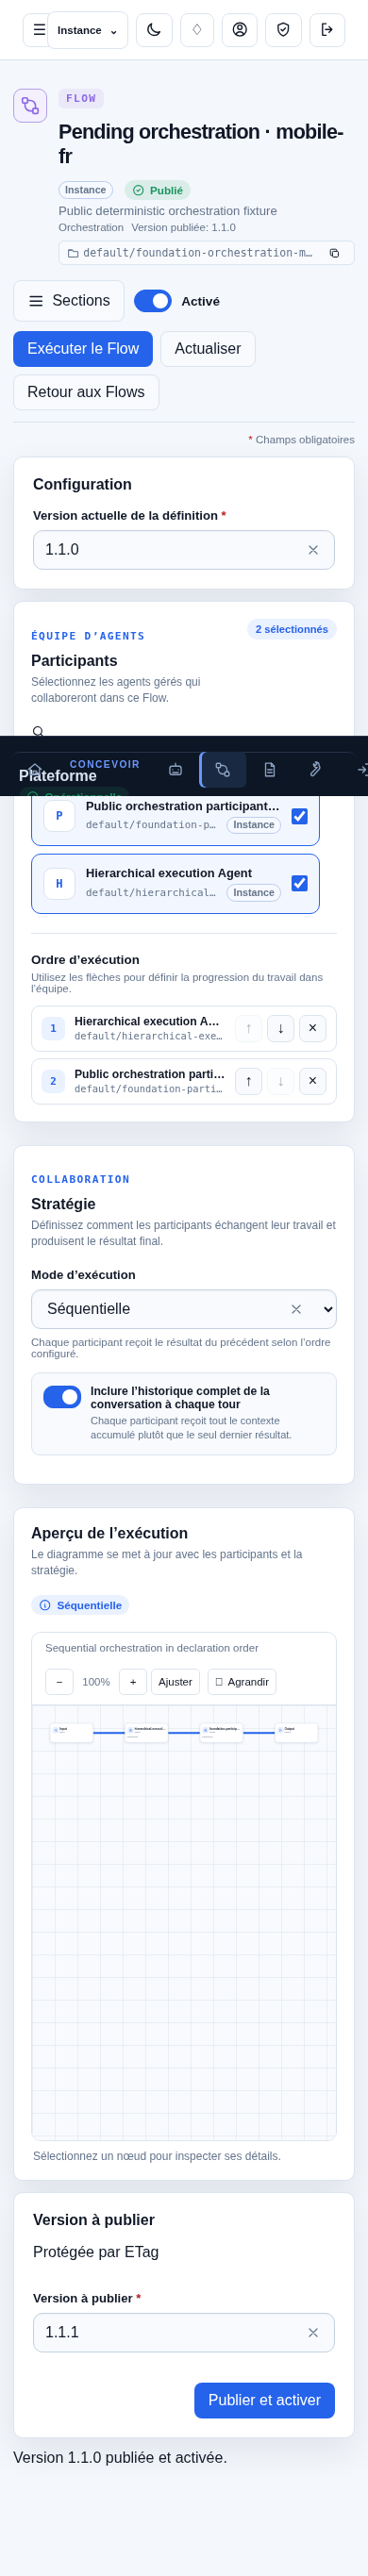 Instance
FLOW
Pending orchestration · mobile-
fr
Instance Publié
Public deterministic orchestration fixture
Orchestration Version publiée: 1.1.0
default/foundation-orchestration-m…
Sections Activé
Exécuter le Flow Actualiser
Retour aux Flows
* Champs obligatoires
Configuration
Version actuelle de la définition *
1.1.0
2 sélectionnés
ÉQUIPE D’AGENTS
Participants
Sélectionnez les agents gérés qui
collaboreront dans ce Flow.
CONCEVOIR
Plateforme
Opérationnelle
P Public orchestration participant…
default/foundation-p… Instance
H Hierarchical execution Agent
default/hierarchical… Instance
Ordre d’exécution
Utilisez les flèches pour définir la progression du travail dans
l’équipe.
1 Hierarchical execution A… ↑ ↓ ×
default/hierarchical-exe…
2 Public orchestration parti… ↑ ↓ ×
default/foundation-parti…
COLLABORATION
Stratégie
Définissez comment les participants échangent leur travail et
produisent le résultat final.
Mode d’exécution
Séquentielle
Chaque participant reçoit le résultat du précédent selon l’ordre
configuré.
Inclure l’historique complet de la
conversation à chaque tour
Chaque participant reçoit tout le contexte
accumulé plutôt que le seul dernier résultat.
Aperçu de l’exécution
Le diagramme se met à jour avec les participants et la
stratégie.
Séquentielle
Sequential orchestration in declaration order
− 100% + Ajuster Agrandir
Input
Output
Sélectionnez un nœud pour inspecter ses détails.
Version à publier
Protégée par ETag
Version à publier *
1.1.1
Publier et activer
Version 1.1.0 publiée et activée.